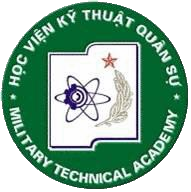 HỌC VIỆN KỸ THUẬT QUÂN SỰ
MILITARY TECHNICAL ACADEMY